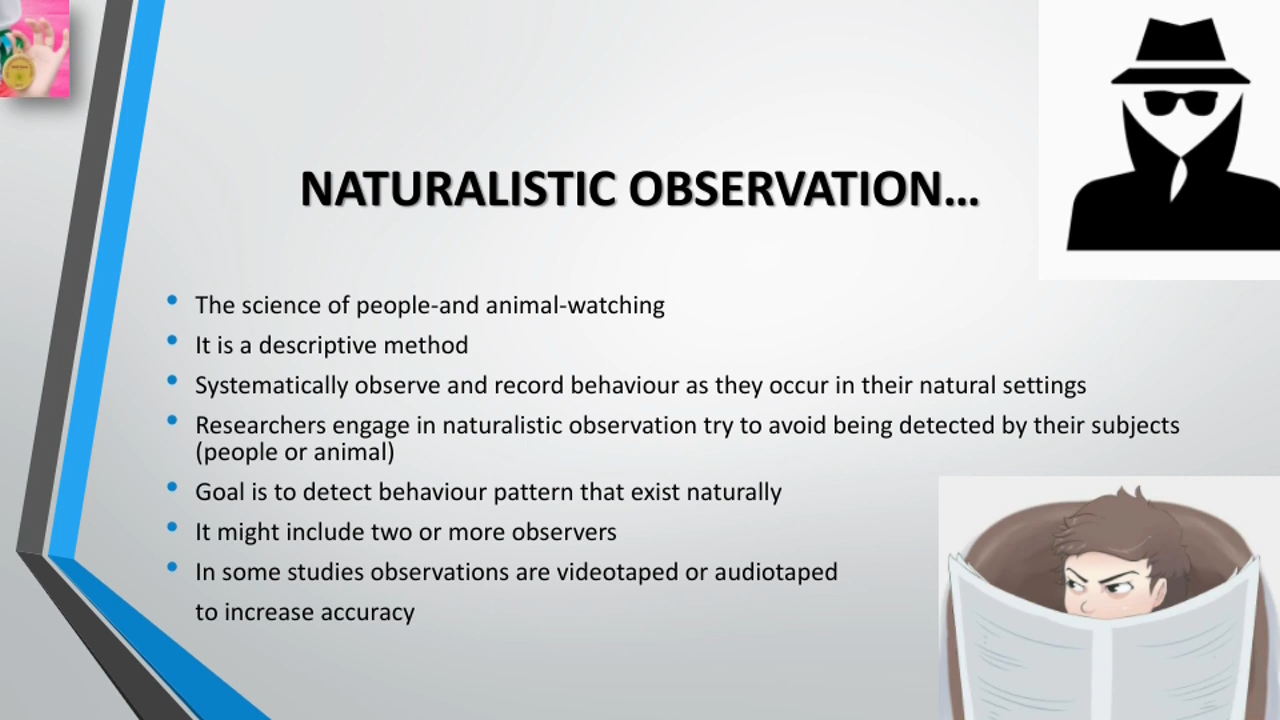 NATURALISTIC OBSERVATION...
The science of people-and animal-watching
It is a descriptive method
Systematically observe and record behaviour as they occur in their natural settings
Researchers engage in naturalistic observation try to avoid being detected by their subjects
(people or animal)
Goal is to detect behaviour pattern that exist naturally
It might include two or more observers
In some studies observations are videotaped or audiotaped
to increase accuracy